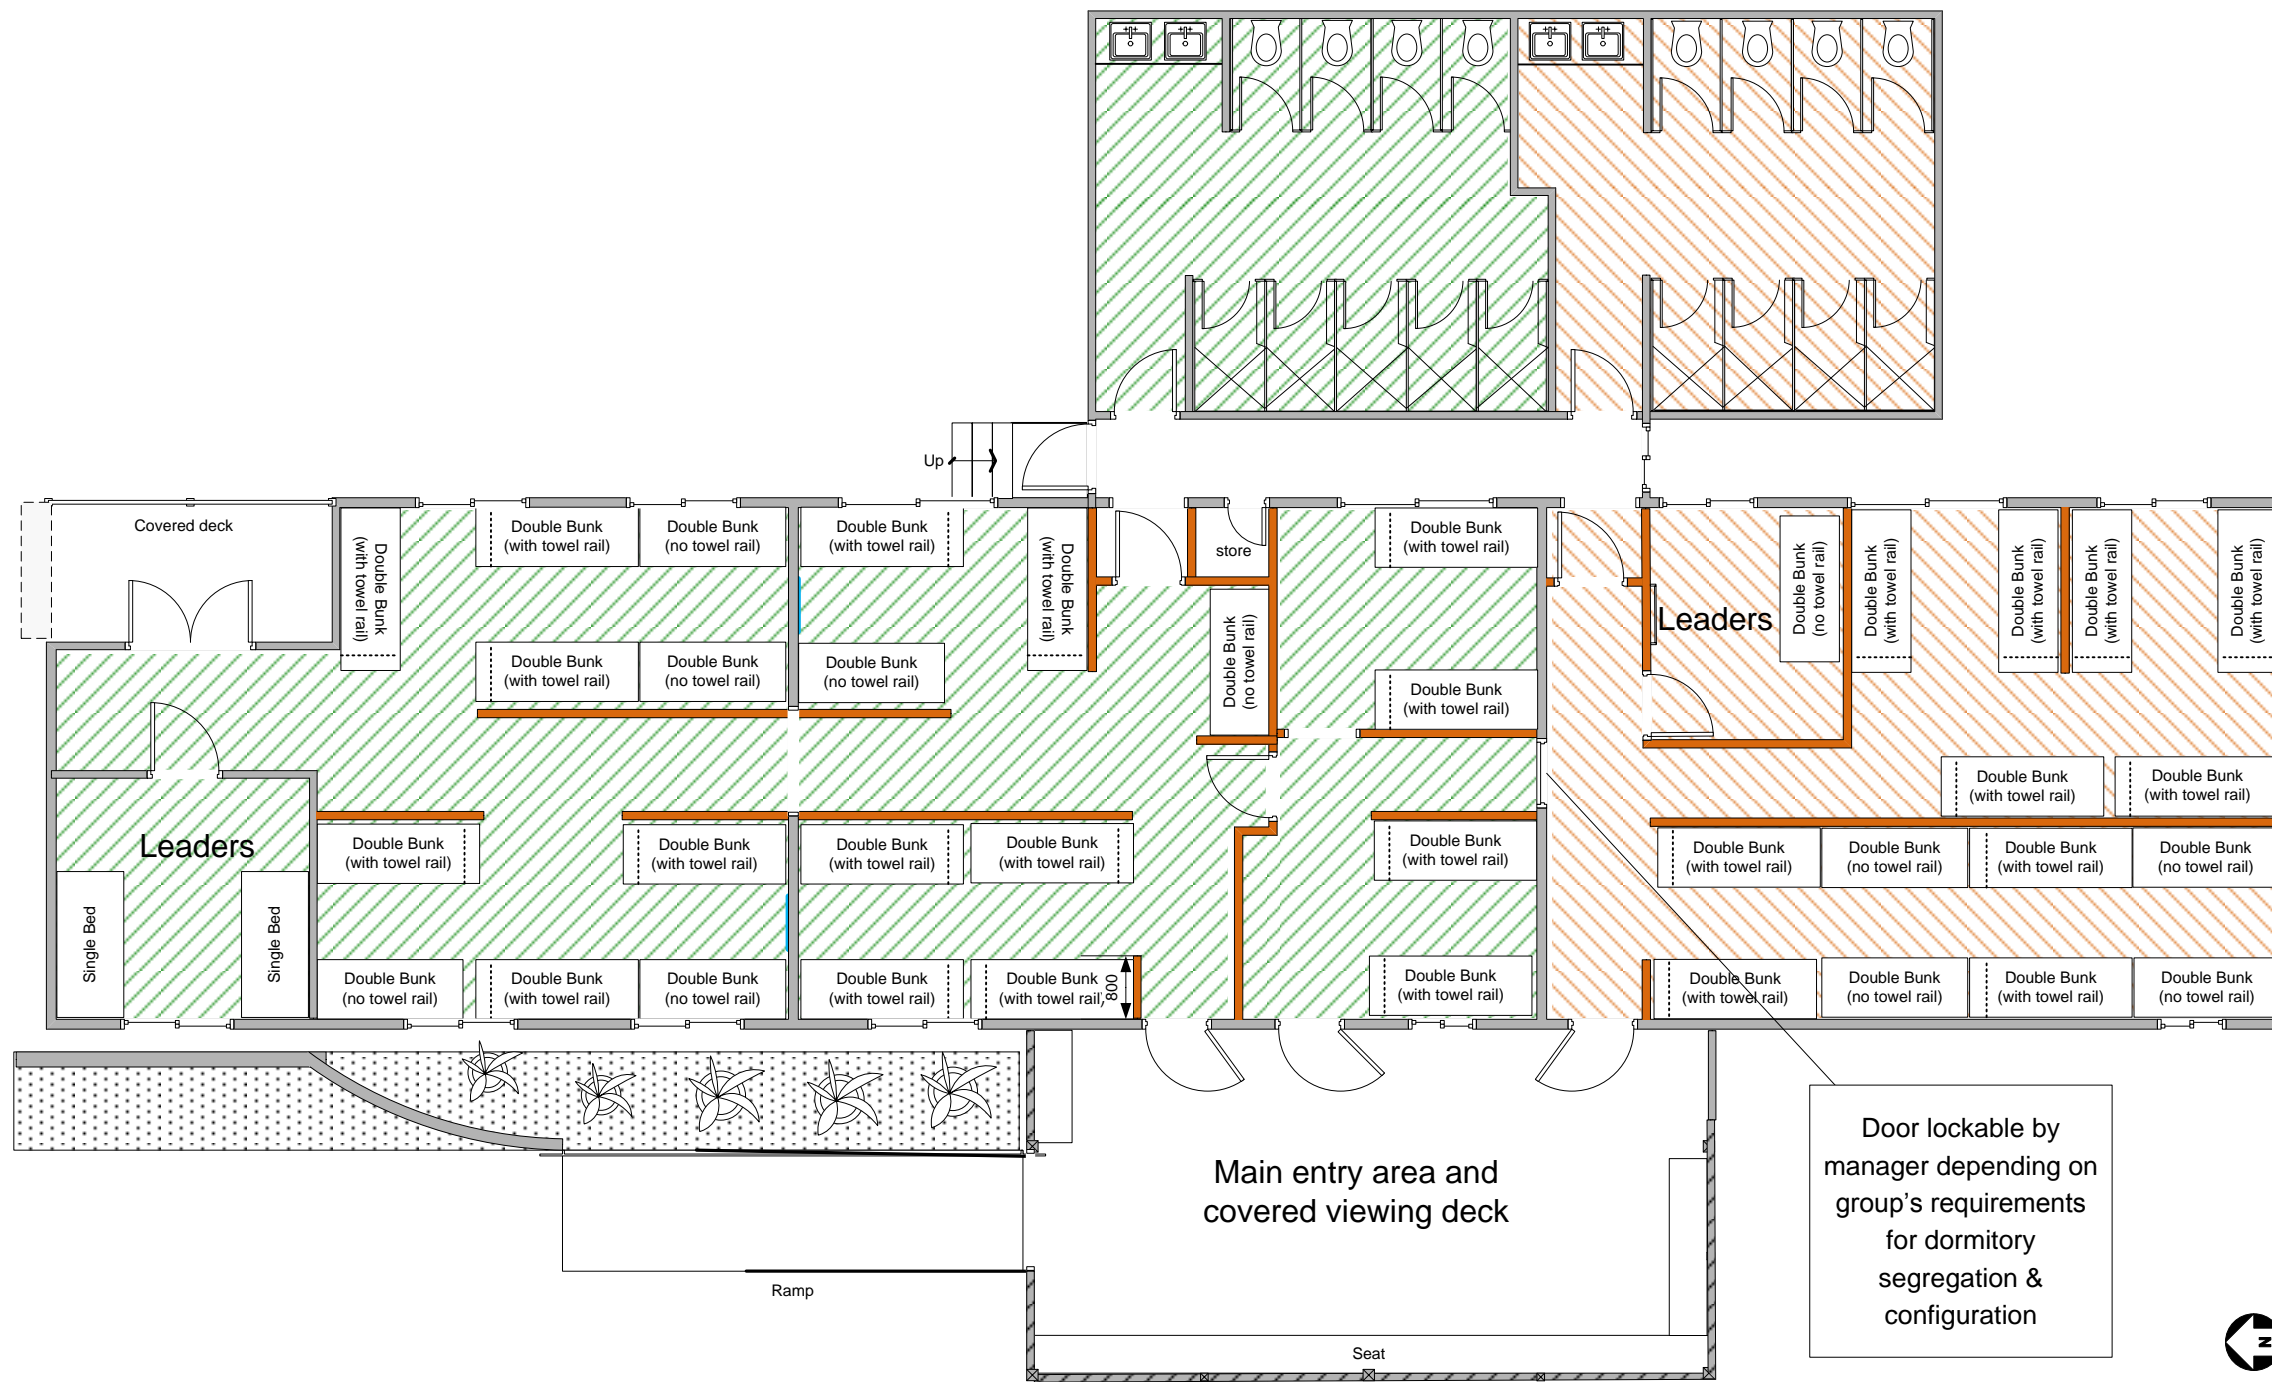 Up
Covered deck
Double Bunk
(with towel rail)
Double Bunk
(with towel rail)
Double Bunk
(no towel rail)
Double Bunk
(with towel rail)
Double Bunk
(with towel rail)
store
Double Bunk
(with towel rail)
Double Bunk
(no towel rail)
Leaders
Double Bunk
(no towel rail)
Double Bunk
(with towel rail)
Double Bunk
(with towel rail)
Double Bunk
(with towel rail)
Double Bunk
(with towel rail)
Double Bunk
(with towel rail)
Double Bunk
(no towel rail)
Double Bunk
(no towel rail)
Double Bunk
(with towel rail)
Double Bunk
(with towel rail)
Double Bunk
(with towel rail)
Leaders
Double Bunk
(with towel rail)
Double Bunk
(with towel rail)
Double Bunk
(with towel rail)
Double Bunk
(with towel rail)
Double Bunk
(with towel rail)
Double Bunk
(with towel rail)
Double Bunk
(no towel rail)
Double Bunk
(with towel rail)
Double Bunk
(no towel rail)
Single Bed
Single Bed
Double Bunk
(no towel rail)
Double Bunk
(with towel rail)
Double Bunk
(no towel rail)
Double Bunk
(with towel rail)
Double Bunk
(with towel rail)
800
Double Bunk
(with towel rail)
Double Bunk
(with towel rail)
Double Bunk
(no towel rail)
Double Bunk
(with towel rail)
Double Bunk
(no towel rail)
Main entry area and
covered viewing deck
Door lockable by
manager depending on
group's requirements
for dormitory
segregation &
configuration
Ramp
Seat
N